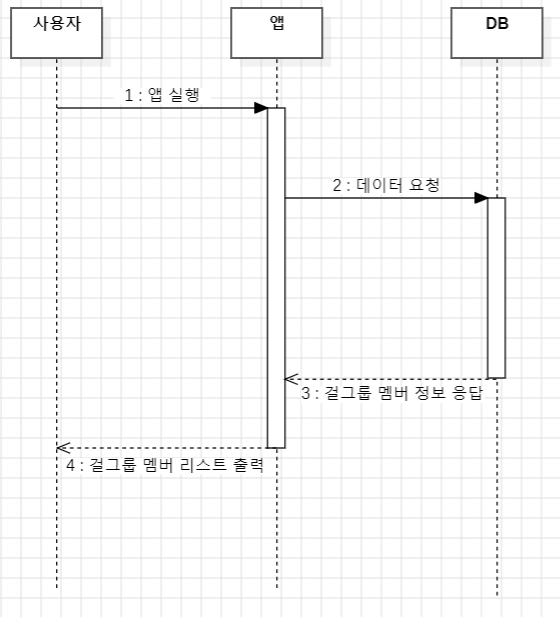 사용자
앱
DB
1 : 앱 실행
2 : 데이터 요청
3 : 걸그룹 멤버 정보 응답
4 : 걸그룹 멤버 리스트 출력